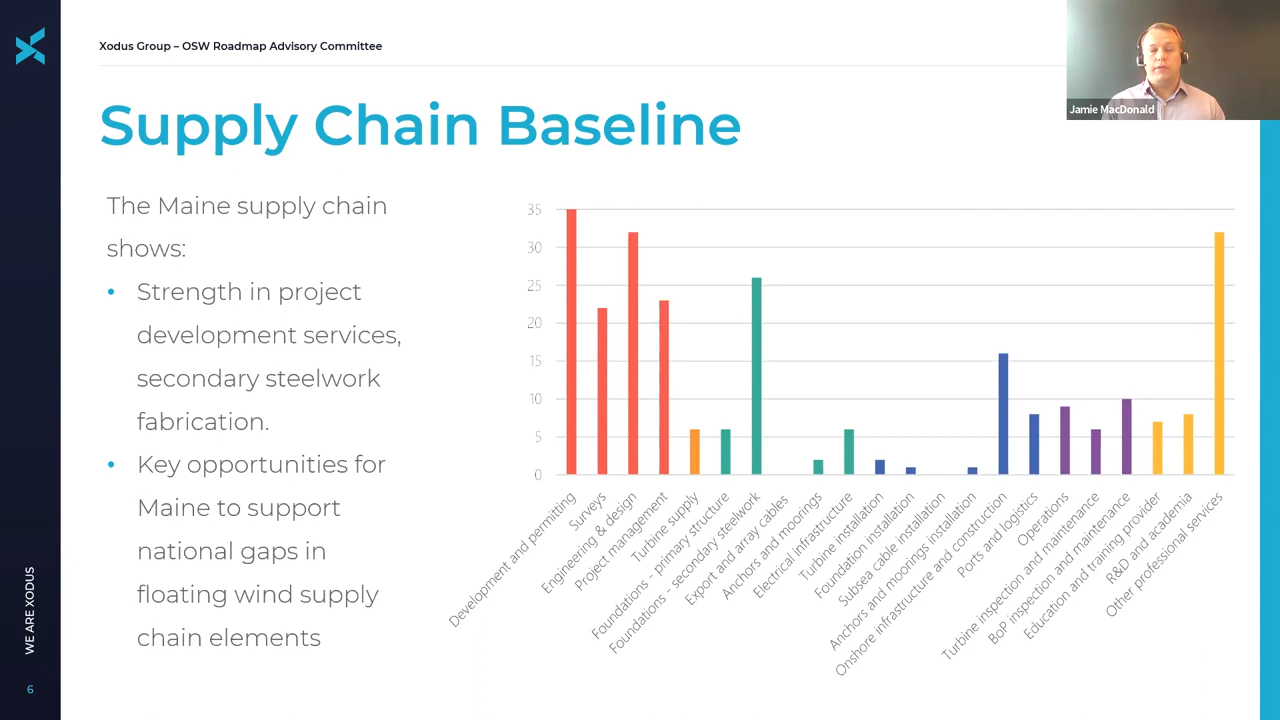 Xodus Group – OSW Roadmap Advisory Committee
Jamie MacDonald
Supply Chain Baseline
The Maine supply chain
shows:
• Strength in project
development services,
secondary steelwork
fabrication.
• Key opportunities for
Maine to support
national gaps in
floating wind supply
chain elements
35
30
25
20
15
10
5
0
Development and permitting
Surveys
Engineering & design
Project management
Turbine supply
Foundations - primary structure
Foundations - secondary steelwork
Export and array cables
Anchors and moorings
Electrical infrastructure
Turbine installation
Foundation installation
Subsea cable installation
Anchors and moorings installation
Onshore infrastructure and construction
Ports and logistics
Operations
Turbine inspection and maintenance
BoP inspection and maintenance
Education and training provider
R&D and academia
Other professional services
WE ARE XODUS
6